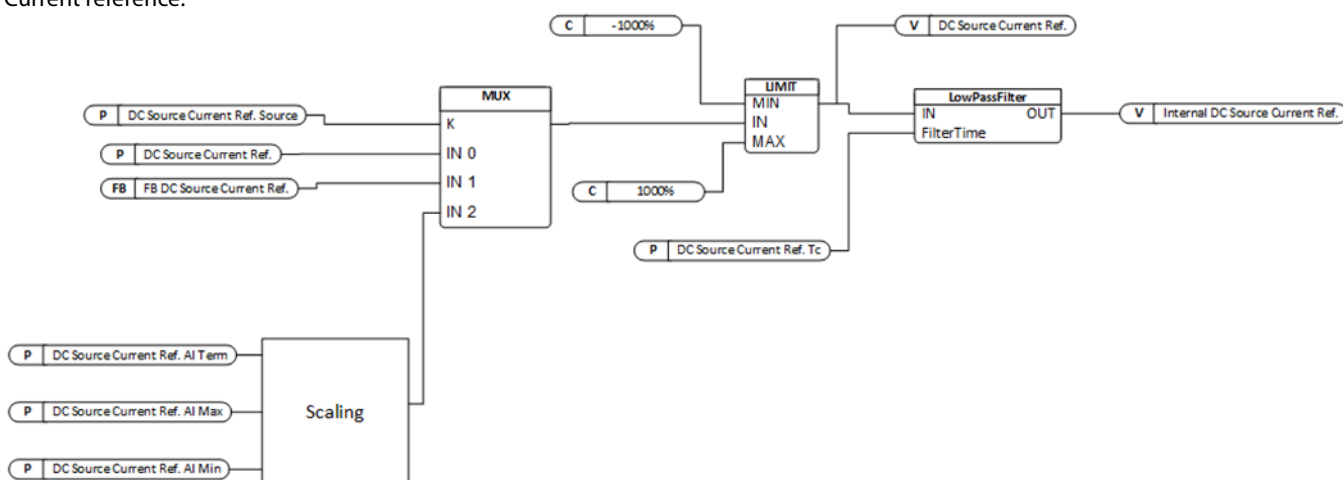 Current reference.
C -1000%
V DC Source Current Ref.
MUX
LIMIT
MIN
IN
MAX
LowPassFilter
IN OUT
FilterTime
V Internal DC Source Current Ref.
P DC Source Current Ref. Source
K
P DC Source Current Ref.
IN 0
FB FB DC Source Current Ref.
IN 1
IN 2
C 1000%
P DC Source Current Ref. Tc
P DC Source Current Ref. AI Term
P DC Source Current Ref. AI Max
Scaling
P DC Source Current Ref. AI Min